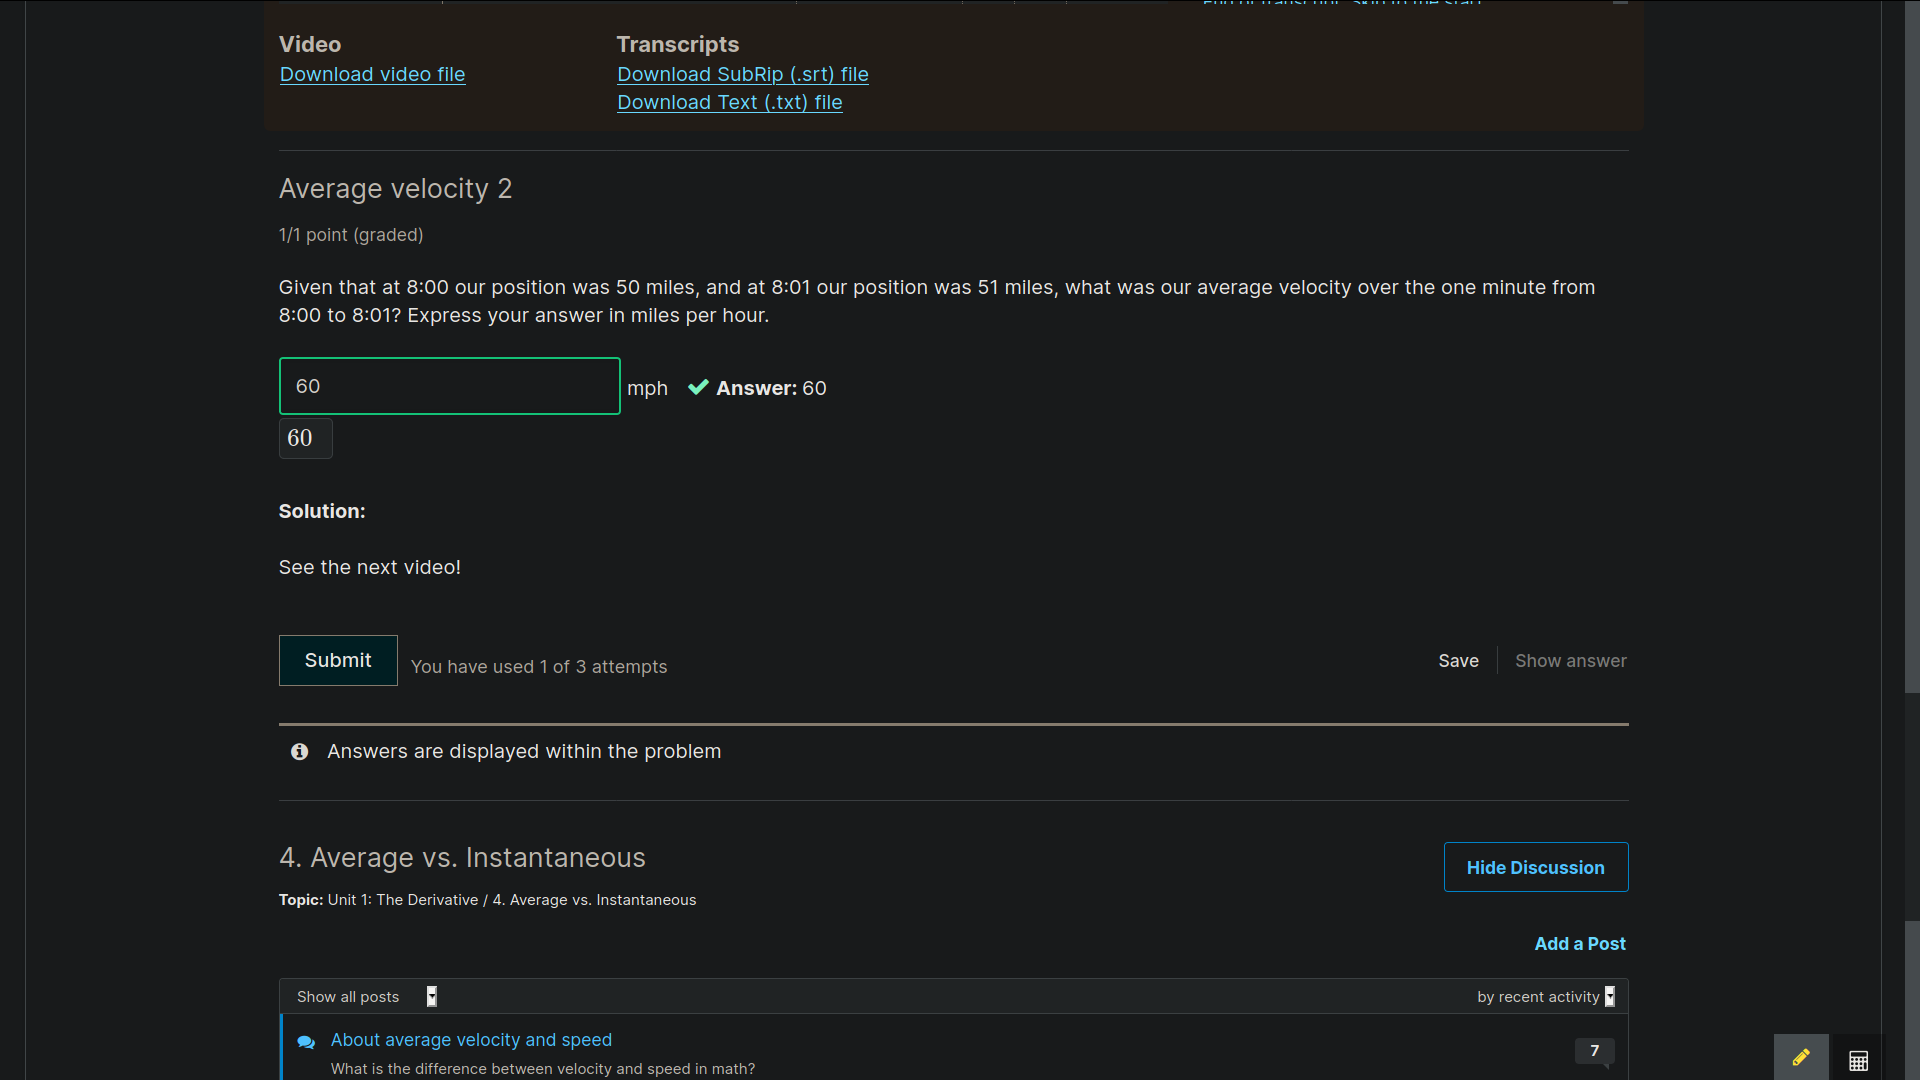 Video
Transcripts
Download video file
Download SubRip (.srt) file
Download Text (.txt) file
Average velocity 2
1/1 point (graded)
Given that at 8:00 our position was 50 miles, and at 8:01 our position was 51 miles, what was our average velocity over the one minute from
8:00 to 8:01? Express your answer in miles per hour.
60 mph Answer: 60
60
Solution:
See the next video!
Submit You have used 1 of 3 attempts Save Show answer
Answers are displayed within the problem
4. Average vs. Instantaneous
Hide Discussion
Topic: Unit 1: The Derivative / 4. Average vs. Instantaneous
Add a Post
Show all posts by recent activity
About average velocity and speed
7
What is the difference between velocity and speed in math?